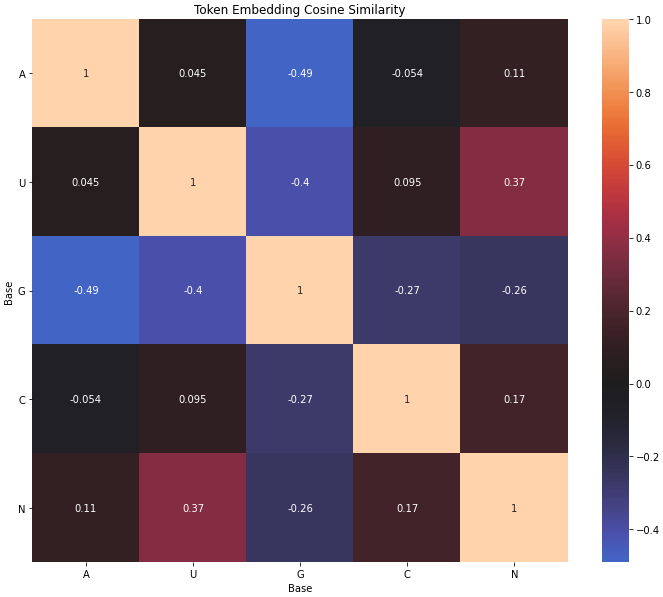 Token Embedding Cosine Similarity
A 1 0.045 -0.49 -0.054 0.11
U 0.045 1 -0.4 0.095 0.37
G -0.49 -0.4 1 -0.27 -0.26
C -0.054 0.095 -0.27 1 0.17
N 0.11 0.37 -0.26 0.17 1
A U G C N
Base
Base
1.0
0.8
0.6
0.4
0.2
0.0
−0.2
−0.4